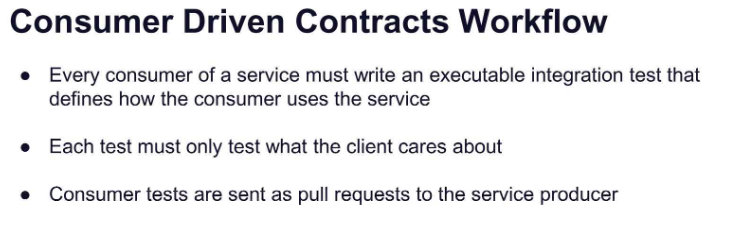 Consumer Driven Contracts Workflow
● Every consumer of a service must write an executable integration test that
defines how the consumer uses the service
● Each test must only test what the client cares about
● Consumer tests are sent as pull requests to the service producer